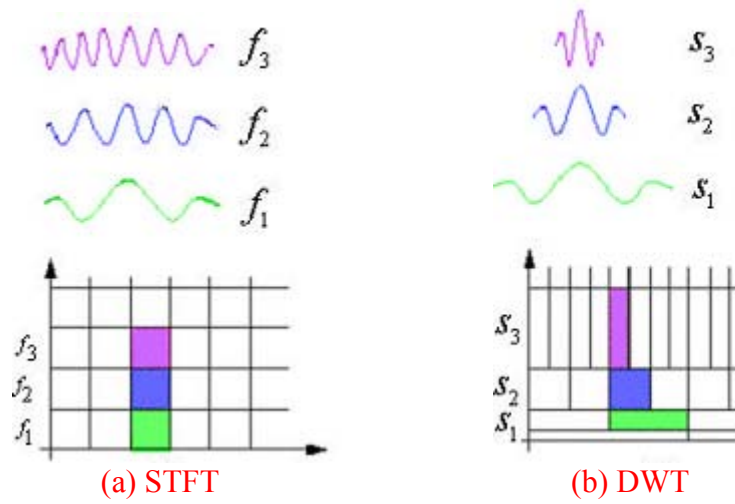 f₃
f₂
f₁
f₃
f₂
f₁
(a) STFT
s₃
s₂
s₁
s₃
s₂
s₁
(b) DWT